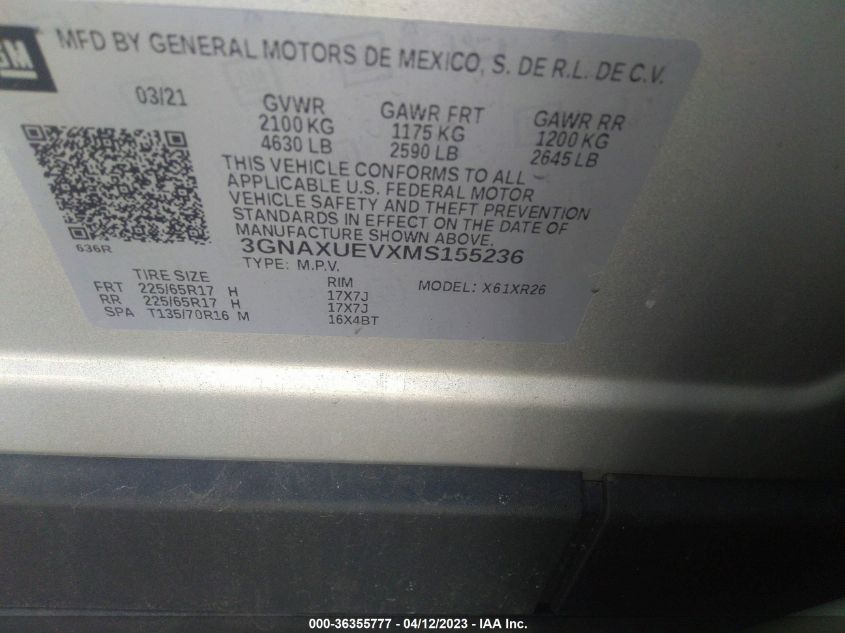 GM
MFD BY GENERAL MOTORS DE MEXICO, S. DE R.L. DE C.V.
03/21
GVWR
2100 KG
4630 LB
GAWR FRT
1175 KG
2590 LB
GAWR RR
1200 KG
2645 LB
THIS VEHICLE CONFORMS TO ALL
APPLICABLE U.S. FEDERAL MOTOR
VEHICLE SAFETY AND THEFT PREVENTION
STANDARDS IN EFFECT ON THE DATE OF
MANUFACTURE SHOWN ABOVE.
636R
3GNAXUEVXMS155236
TYPE: M.P.V.
TIRE SIZE RIM MODEL: X61XR26
FRT 225/65R17 H 17X7J
RR 225/65R17 H 17X7J
SPA T135/70R16 M 16X4BT
000-36355777 - 04/12/2023 - IAA Inc.